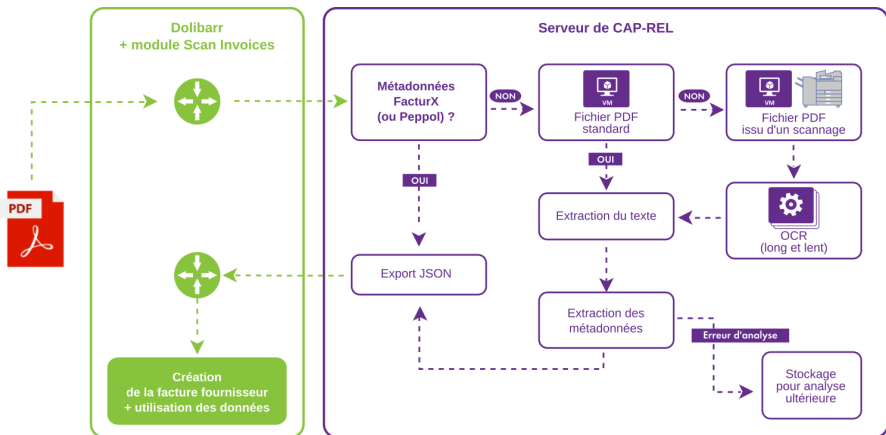 Dolibarr
+ module Scan Invoices
Serveur de CAP-REL
PDF
Métadonnées
FacturX
(ou Peppol) ?
NON
VM
Fichier PDF
standard
NON
VM
Fichier PDF
issu d'un scannage
OUI
OUI
Extraction du texte
OCR
(long et lent)
Export JSON
Extraction des
métadonnées
Erreur d'analyse
Création
de la facture fournisseur
+ utilisation des données
Stockage
pour analyse
ultérieure